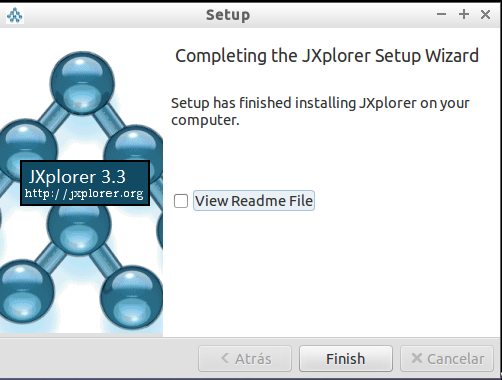 Setup
Completing the JXplorer Setup Wizard
Setup has finished installing JXplorer on your
computer.
JXplorer 3.3
http://jxplorer.org
View Readme File
< Atrás
Finish
Cancelar